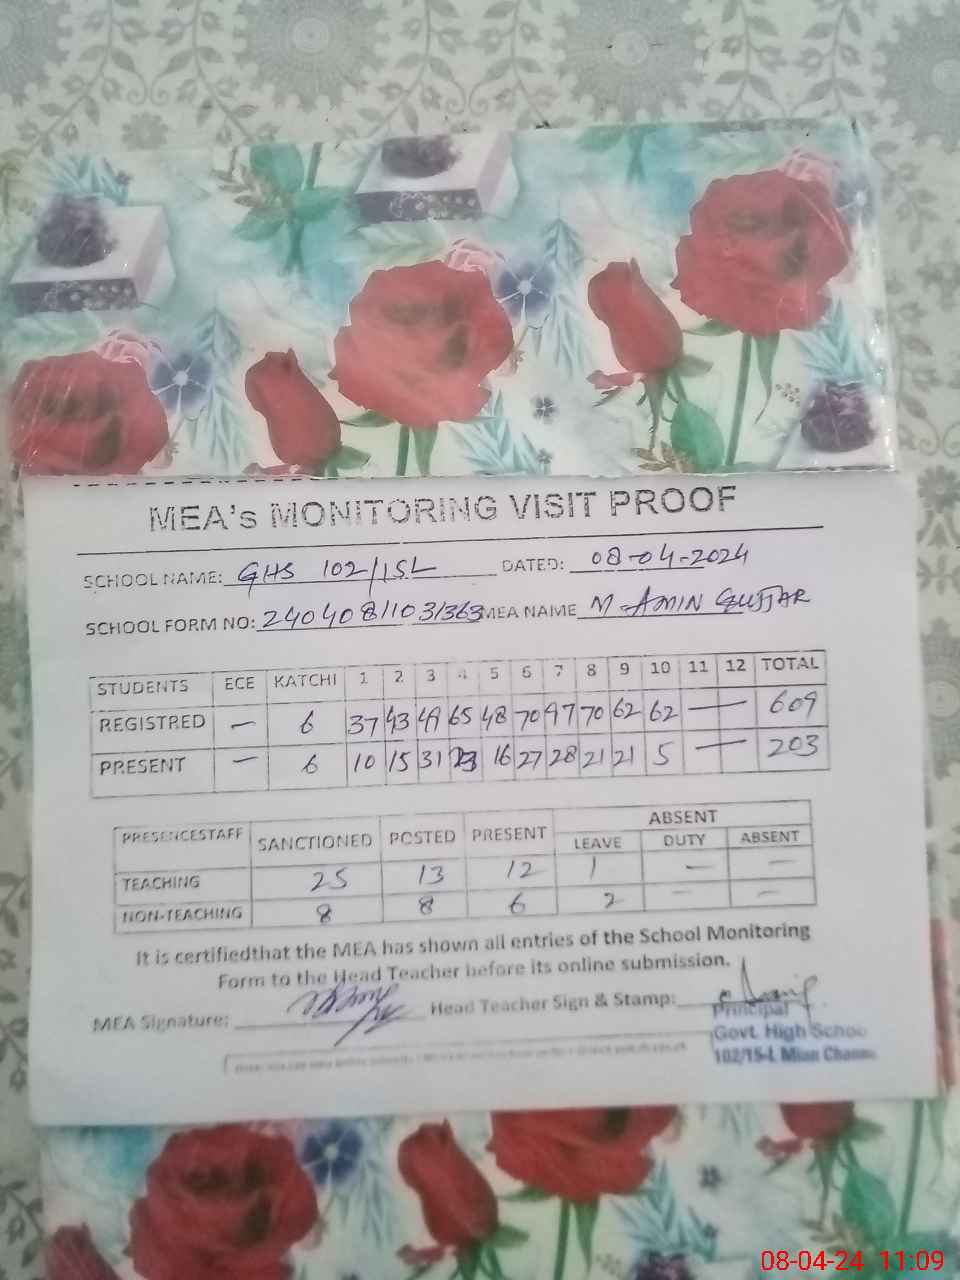 MEA's MONITORING VISIT PROOF
SCHOOL NAME: GHS 102/15L DATED: 08-04-2024
SCHOOL FORM NO: 240408/103/363 MEA NAME M-AMIN GUJJAR
STUDENTS ECE KATCHI 1 2 3 4 5 6 7 8 9 10 11 12 TOTAL
REGISTRED — 6 37 43 49 65 48 70 97 70 62 62 — 609
PRESENT — 6 10 15 31 23 16 27 28 21 21 5 — 203
PRESENCESTAFF SANCTIONED POSTED PRESENT ABSENT
LEAVE DUTY ABSENT
TEACHING 25 13 12 1 — —
NON-TEACHING 8 8 6 2 — —
It is certifiedthat the MEA has shown all entries of the School Monitoring
Form to the Head Teacher before its online submission.
MEA Signature: Head Teacher Sign & Stamp:
Principal
Govt. High Schoo
102/15-L Mian Channu
08-04-24 11:09